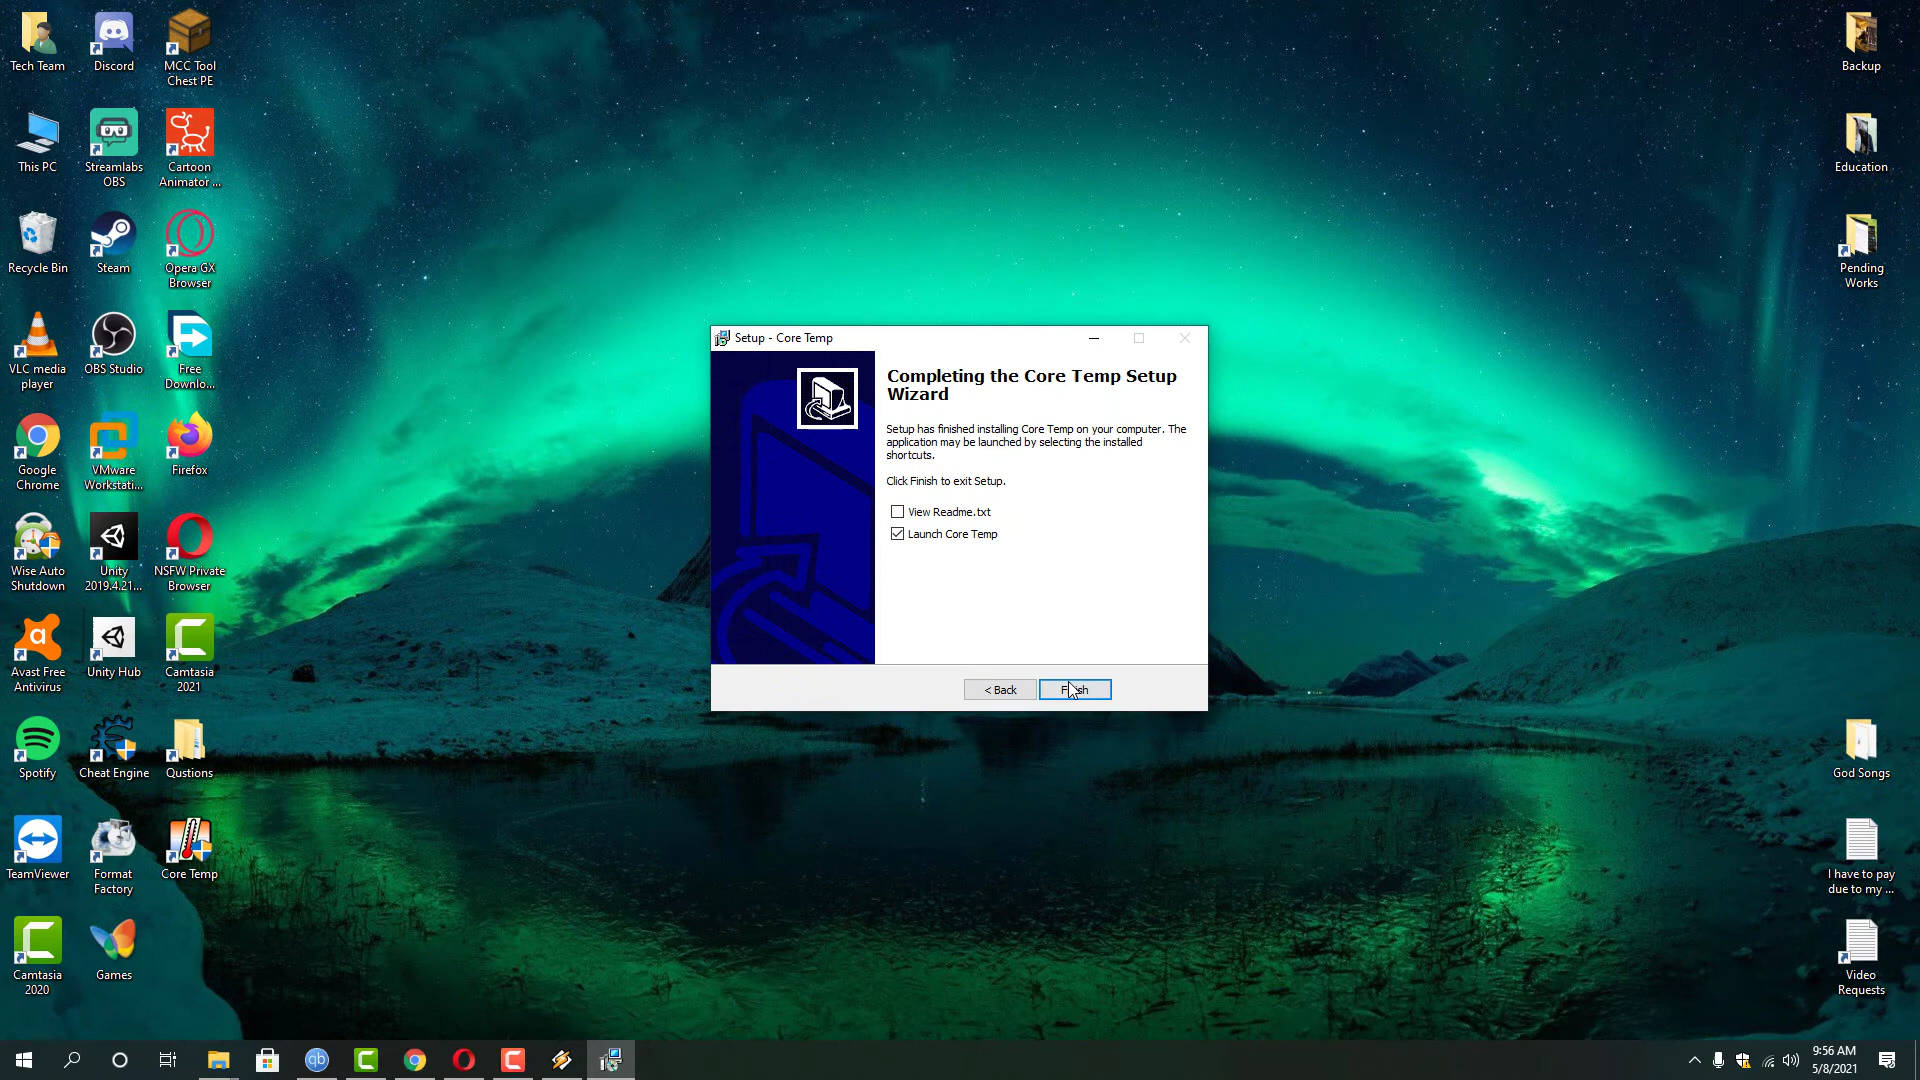 Tech Team
Discord
MCC Tool
Chest PE
This PC
Streamlabs
OBS
Cartoon
Animator ...
Recycle Bin
Steam
Opera GX
Browser
VLC media
player
OBS Studio
Free
Downlo...
Google
Chrome
VMware
Workstati...
Firefox
Wise Auto
Shutdown
Unity
2019.4.21...
NSFW Private
Browser
Avast Free
Antivirus
Unity Hub
Camtasia
2021
Spotify
Cheat Engine
Qustions
TeamViewer
Format
Factory
Core Temp
Camtasia
2020
Games
Setup - Core Temp
Completing the Core Temp Setup
Wizard
Setup has finished installing Core Temp on your computer. The
application may be launched by selecting the installed
shortcuts.
Click Finish to exit Setup.
View Readme.txt
Launch Core Temp
< Back
Backup
Education
Pending
Works
God Songs
I have to pay
due to my ...
Video
Requests
qb
9:56 AM
5/8/2021